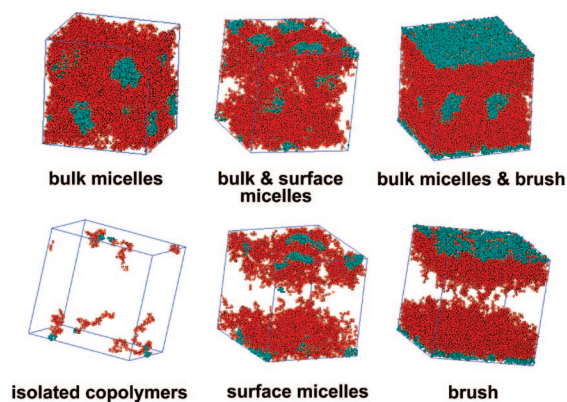 bulk micelles
bulk & surface
micelles
bulk micelles & brush
isolated copolymers
surface micelles
brush